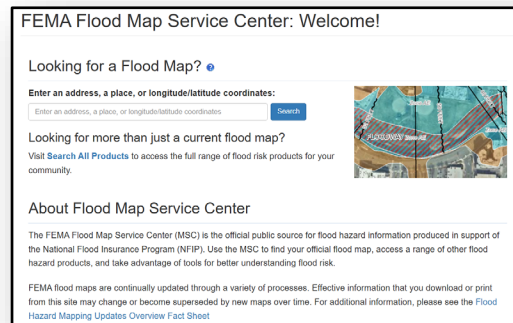 FEMA Flood Map Service Center: Welcome!
Looking for a Flood Map?
Enter an address, a place, or longitude/latitude coordinates:
Enter an address, a place, or longitude/latitude coordinates
Search
Looking for more than just a current flood map?
Visit Search All Products to access the full range of flood risk products for your
community.
FLOODWAY
About Flood Map Service Center
The FEMA Flood Map Service Center (MSC) is the official public source for flood hazard information produced in support of
the National Flood Insurance Program (NFIP). Use the MSC to find your official flood map, access a range of other flood
hazard products, and take advantage of tools for better understanding flood risk.
FEMA flood maps are continually updated through a variety of processes. Effective information that you download or print
from this site may change or become superseded by new maps over time. For additional information, please see the Flood
Hazard Mapping Updates Overview Fact Sheet